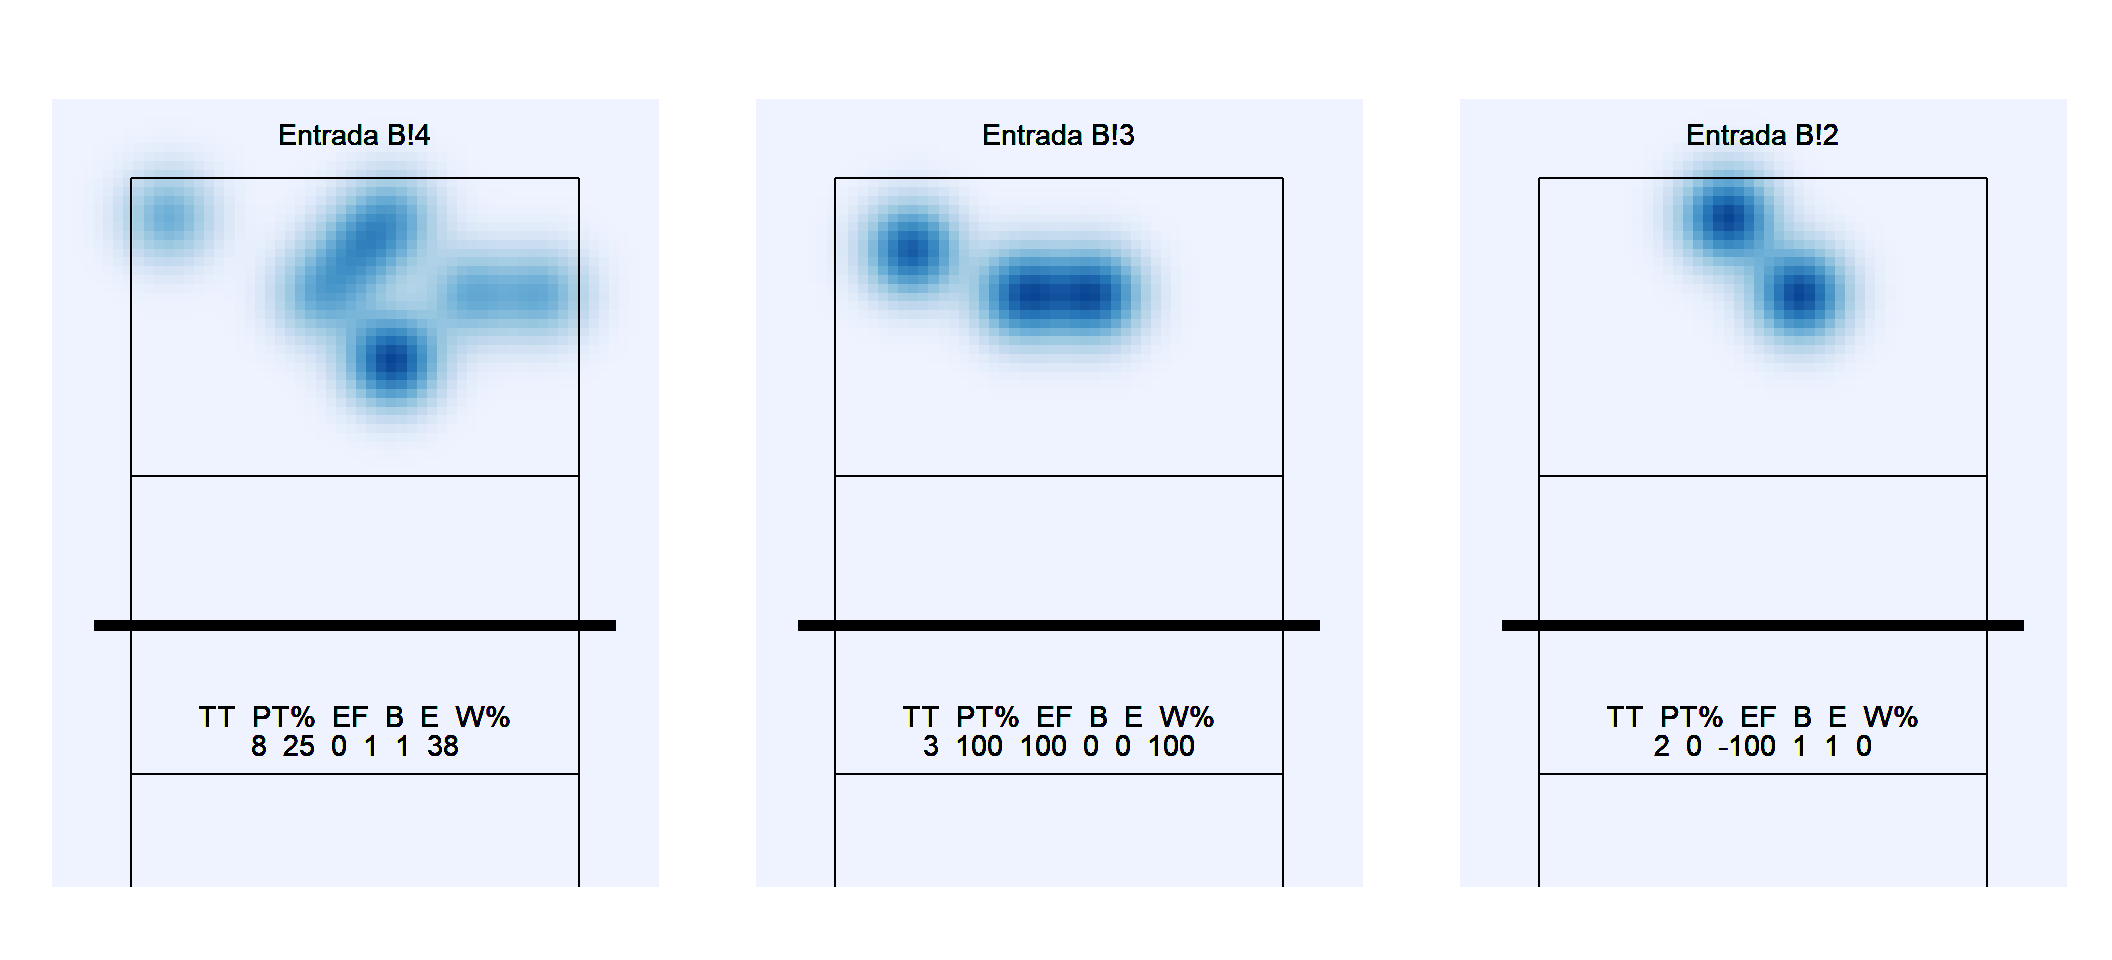 Entrada B!4
TT PT% EF B E W%
8 25 0 1 1 38
Entrada B!3
TT PT% EF B E W%
3 100 100 0 0 100
Entrada B!2
TT PT% EF B E W%
2 0 -100 1 1 0